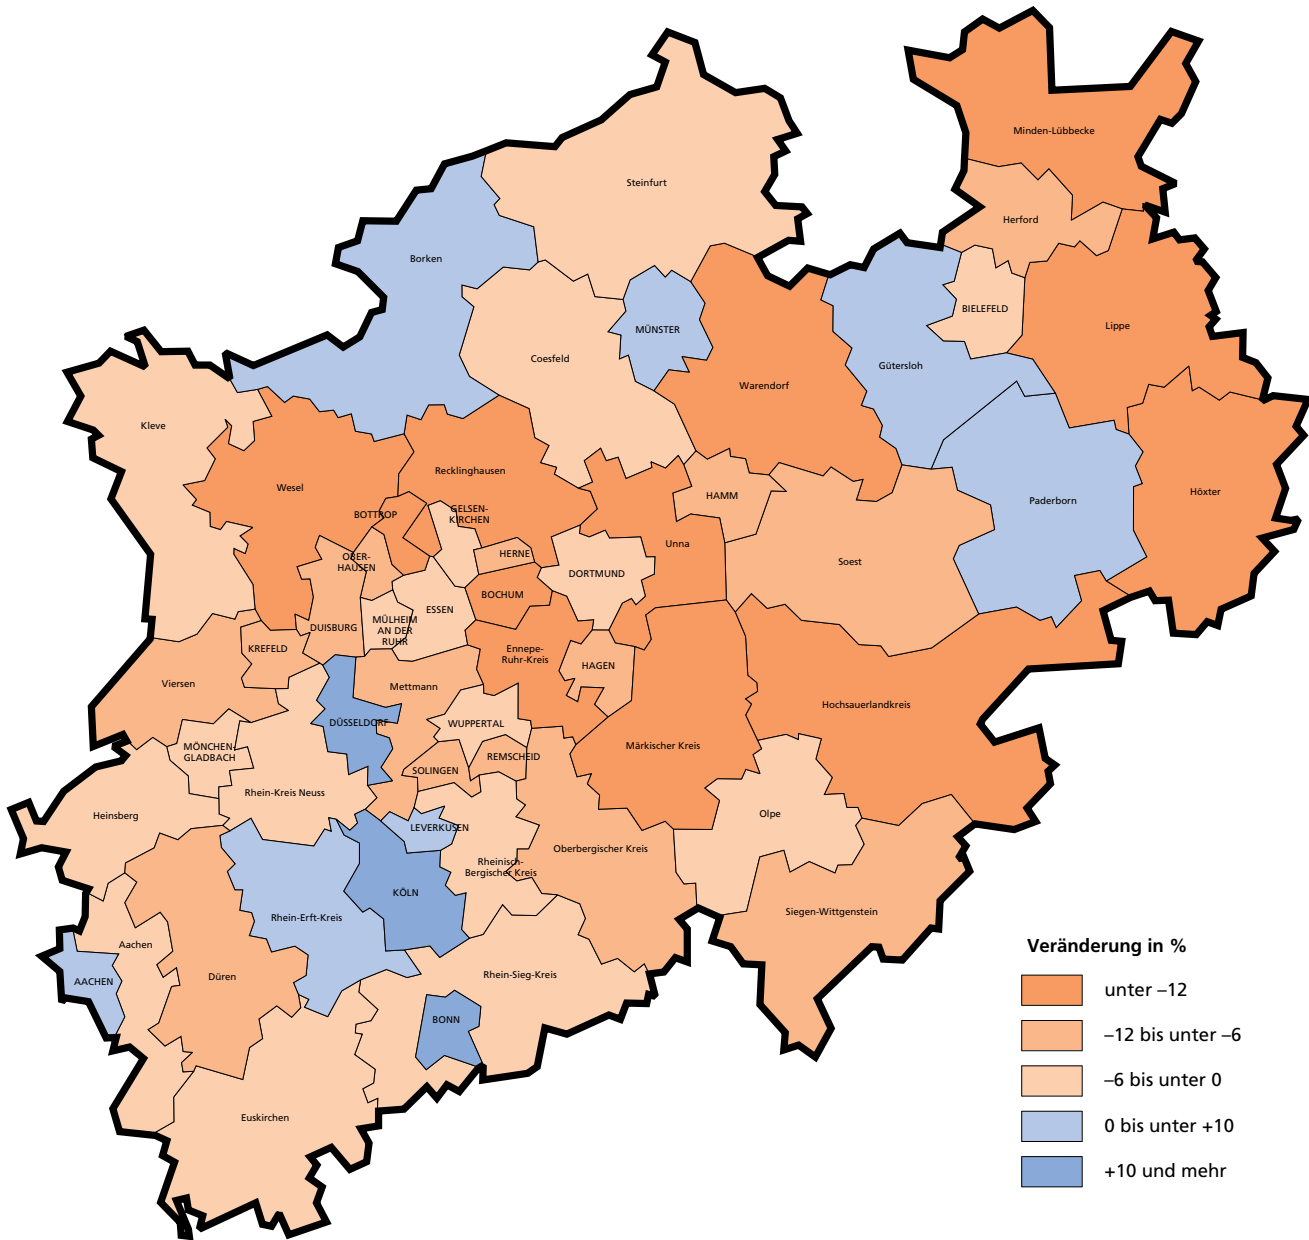 Minden-Lübbecke
Steinfurt
Herford
Borken
BIELEFELD
Lippe
MÜNSTER
Coesfeld
Gütersloh
Warendorf
Kleve
Recklinghausen
Wesel
HAMM
Paderborn
Höxter
BOTTROP
GELSEN-
KIRCHEN
Unna
HERNE
OBER-
HAUSEN
Soest
DORTMUND
BOCHUM
ESSEN
MÜLHEIM
AN DER
RUHR
DUISBURG
KREFELD
Ennepe-
Ruhr-Kreis
HAGEN
Viersen
Mettmann
Hochsauerlandkreis
DÜSSELDORF
WUPPERTAL
MÖNCHEN-
GLADBACH
Märkischer Kreis
REMSCHEID
SOLINGEN
Rhein-Kreis Neuss
Heinsberg
Olpe
LEVERKUSEN
Oberbergischer Kreis
Rheinisch-
Bergischer Kreis
KÖLN
Siegen-Wittgenstein
Rhein-Erft-Kreis
Aachen
Düren
Rhein-Sieg-Kreis
AACHEN
BONN
Euskirchen
Veränderung in %
unter –12
–12 bis unter –6
–6 bis unter 0
0 bis unter +10
+10 und mehr